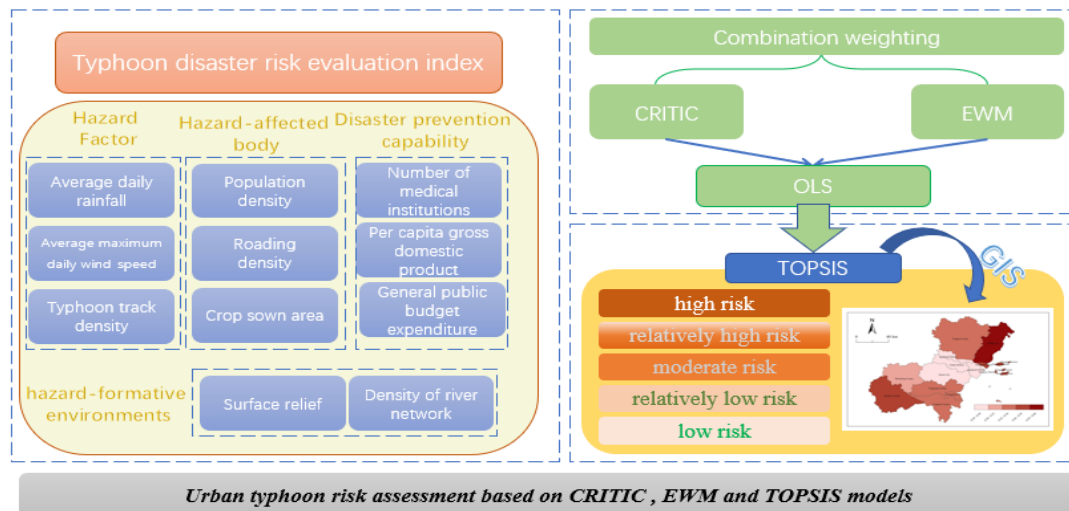 Typhoon disaster risk evaluation index
Hazard
Factor
Average daily
rainfall
Average maximum
daily wind speed
Typhoon track
density
Hazard-affected
body
Population
density
Roading
density
Crop sown area
Disaster prevention
capability
Number of
medical
institutions
Per capita gross
domestic product
General public
budget
expenditure
hazard-formative
environments
Surface relief
Density of river
network
Combination weighting
CRITIC
EWM
OLS
TOPSIS
GIS
high risk
relatively high risk
moderate risk
relatively low risk
low risk
Urban typhoon risk assessment based on CRITIC , EWM and TOPSIS models